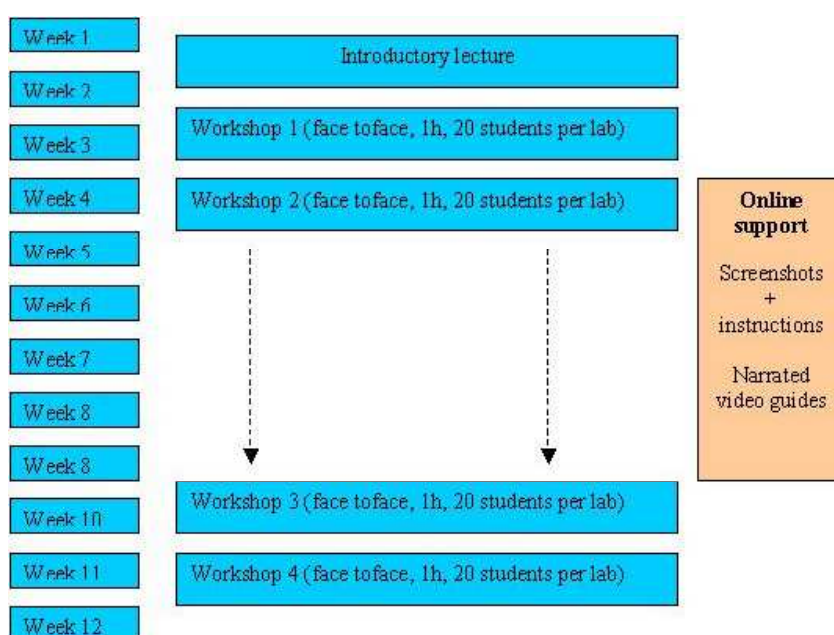 Week 1
Week 2
Week 3
Week 4
Week 5
Week 6
Week 7
Week 8
Week 8
Week 10
Week 11
Week 12
Introductory lecture
Workshop 1 (face toface, 1h, 20 students per lab)
Workshop 2 (face toface, 1h, 20 students per lab)
Workshop 3 (face toface, 1h, 20 students per lab)
Workshop 4 (face toface, 1h, 20 students per lab)
Online
support
Screenshots
+
instructions
Narrated
video guides